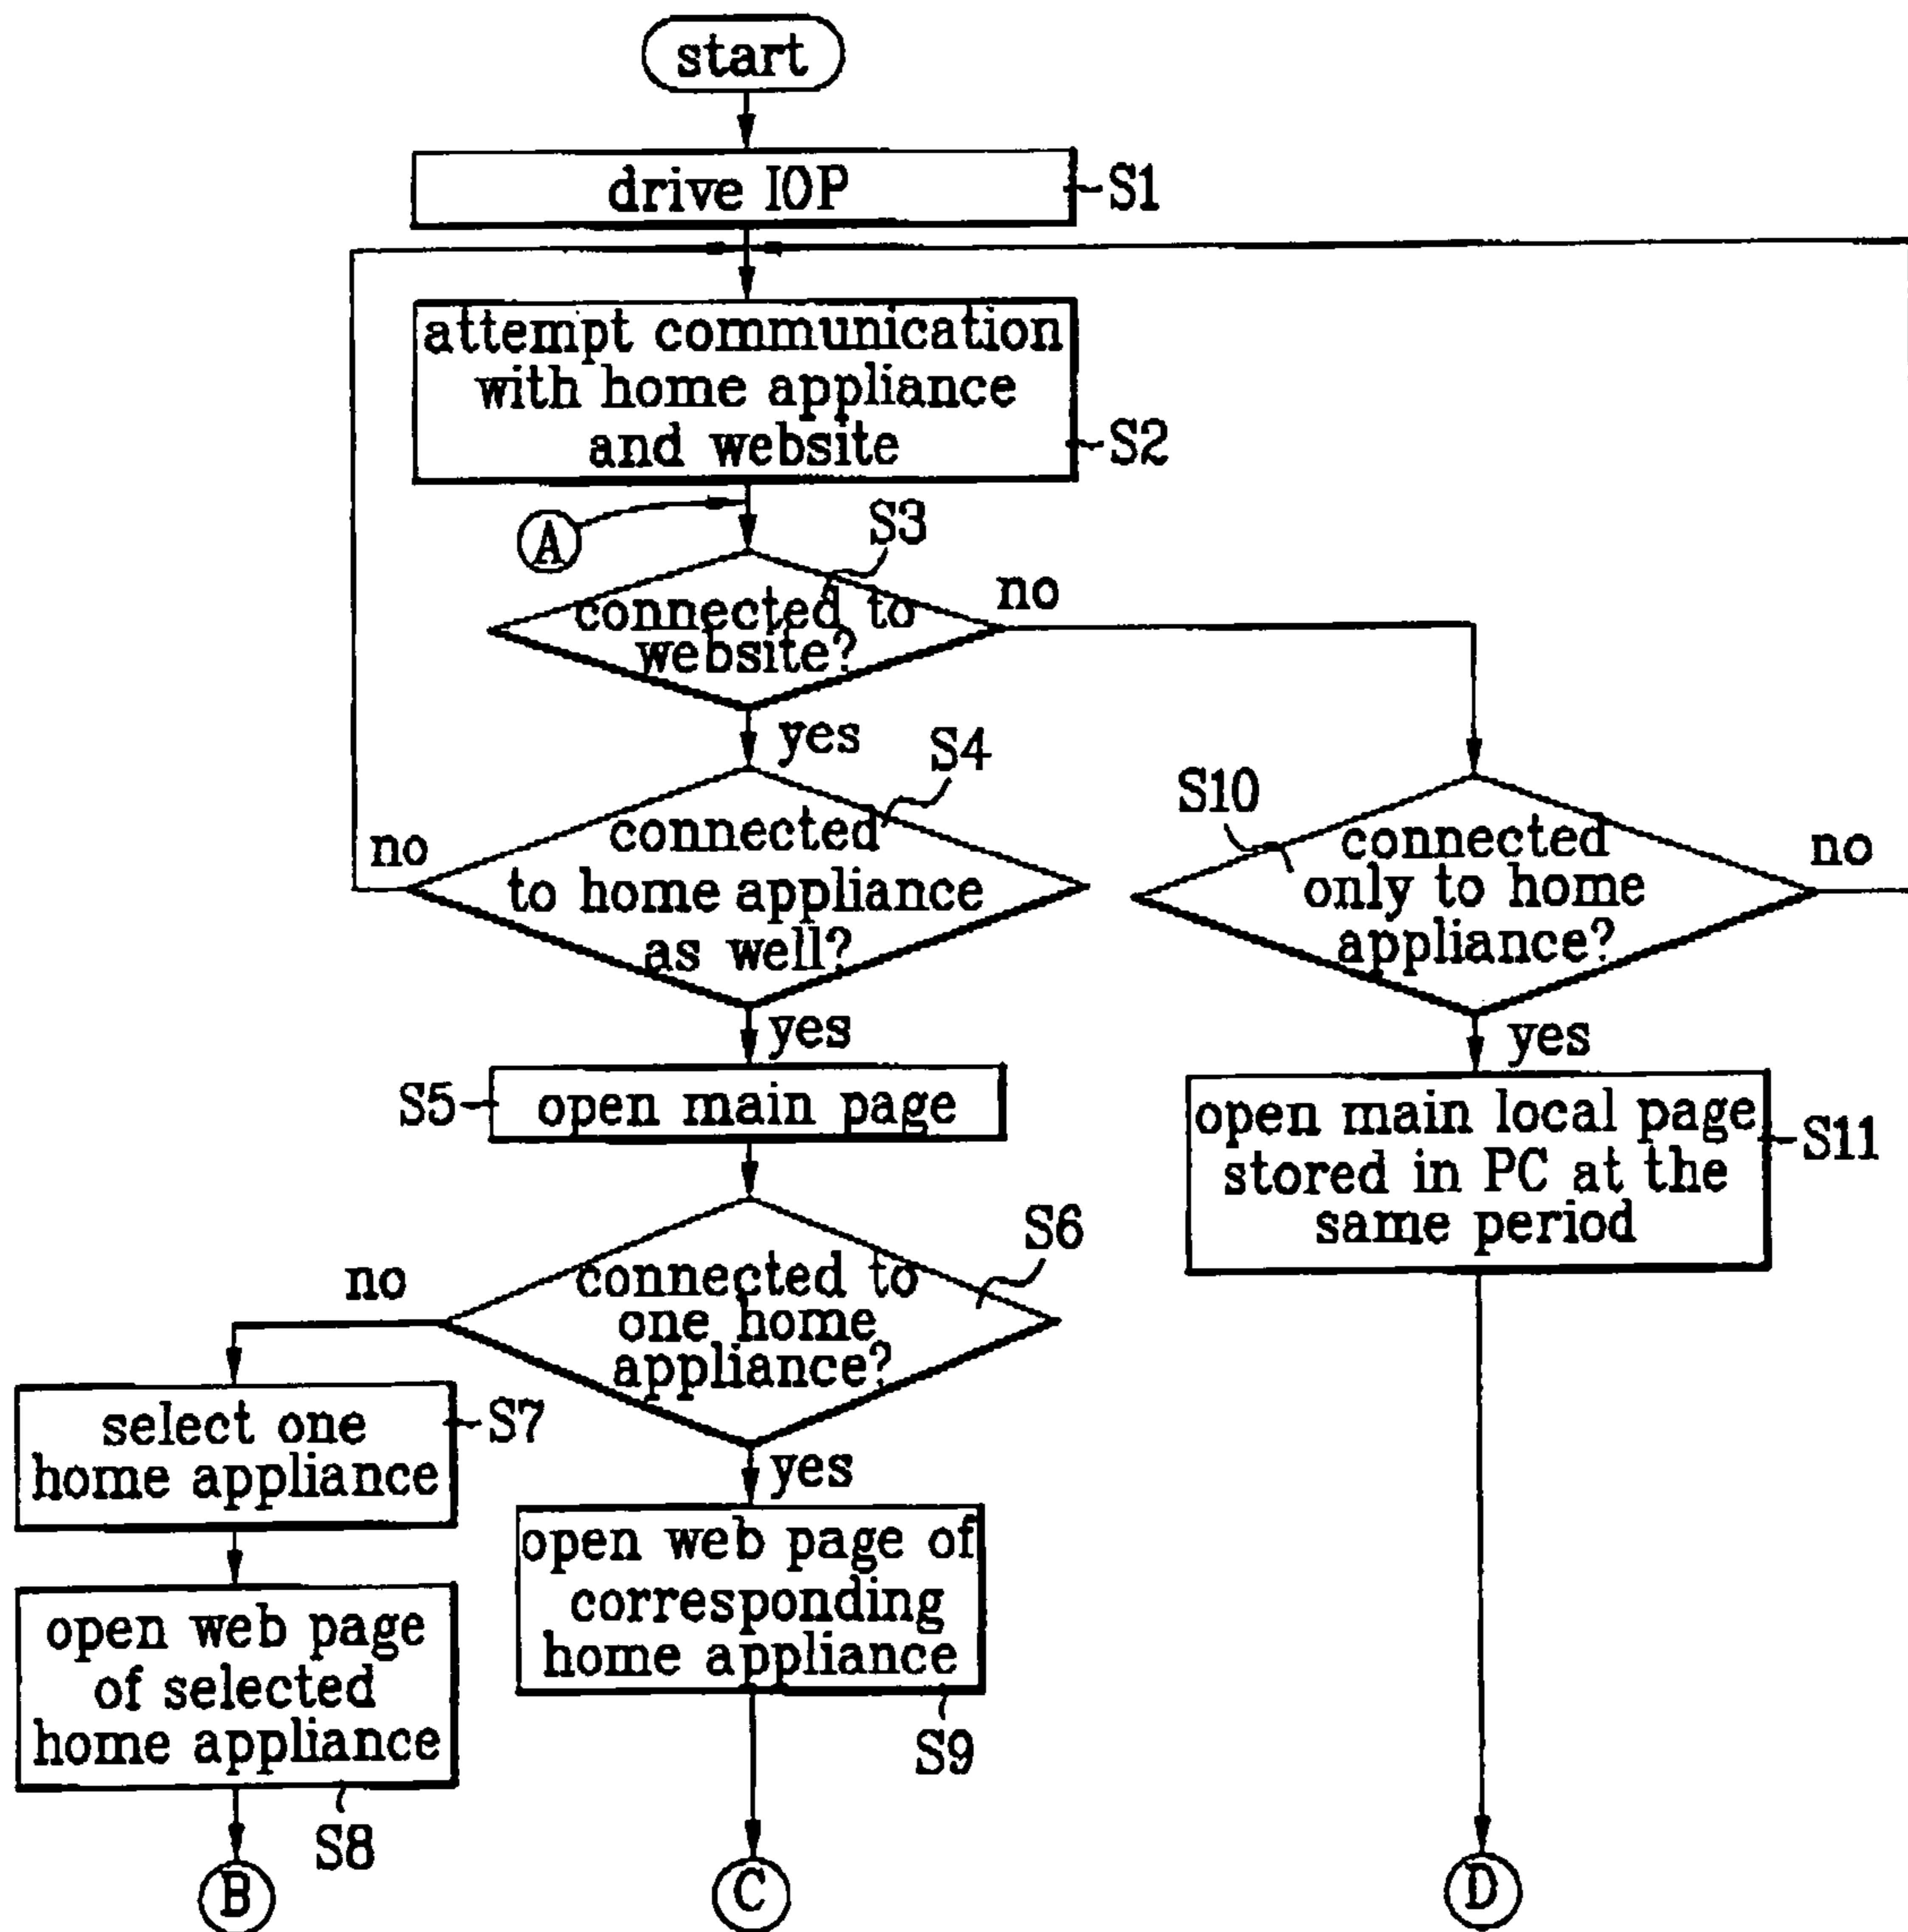 start
drive IOP
S1
attempt communication
with home appliance
and website
S2
A
S3
connected to
website?
no
yes
S4
connected
to home appliance
as well?
no
yes
S10
connected
only to home
appliance?
no
yes
S5
open main page
open main local page
stored in PC at the
same period
S11
S6
connected to
one home
appliance?
no
yes
select one
home appliance
S7
open web page of
corresponding
home appliance
S9
open web page
of selected
home appliance
S8
B
C
D